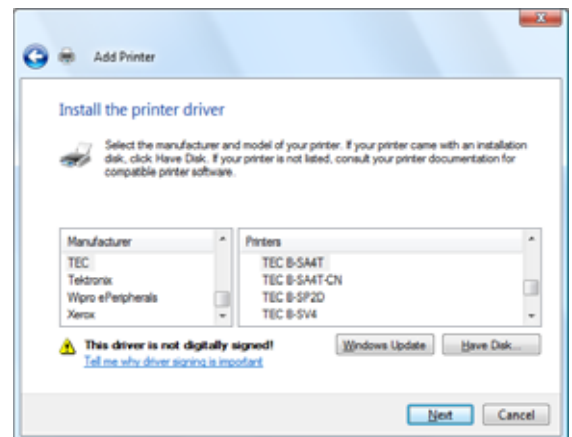 Add Printer
Install the printer driver
Select the manufacturer and model of your printer. If your printer came with an installation
disk, click Have Disk. If your printer is not listed, consult your printer documentation for
compatible printer software.
Manufacturer
TEC
Tektronix
Wipro ePeripherals
Xerox
Printers
TEC B-SA4T
TEC B-SA4T-CN
TEC B-SP2D
TEC B-SV4
This driver is not digitally signed!
Tell me why driver signing is important
Windows Update
Have Disk...
Next
Cancel